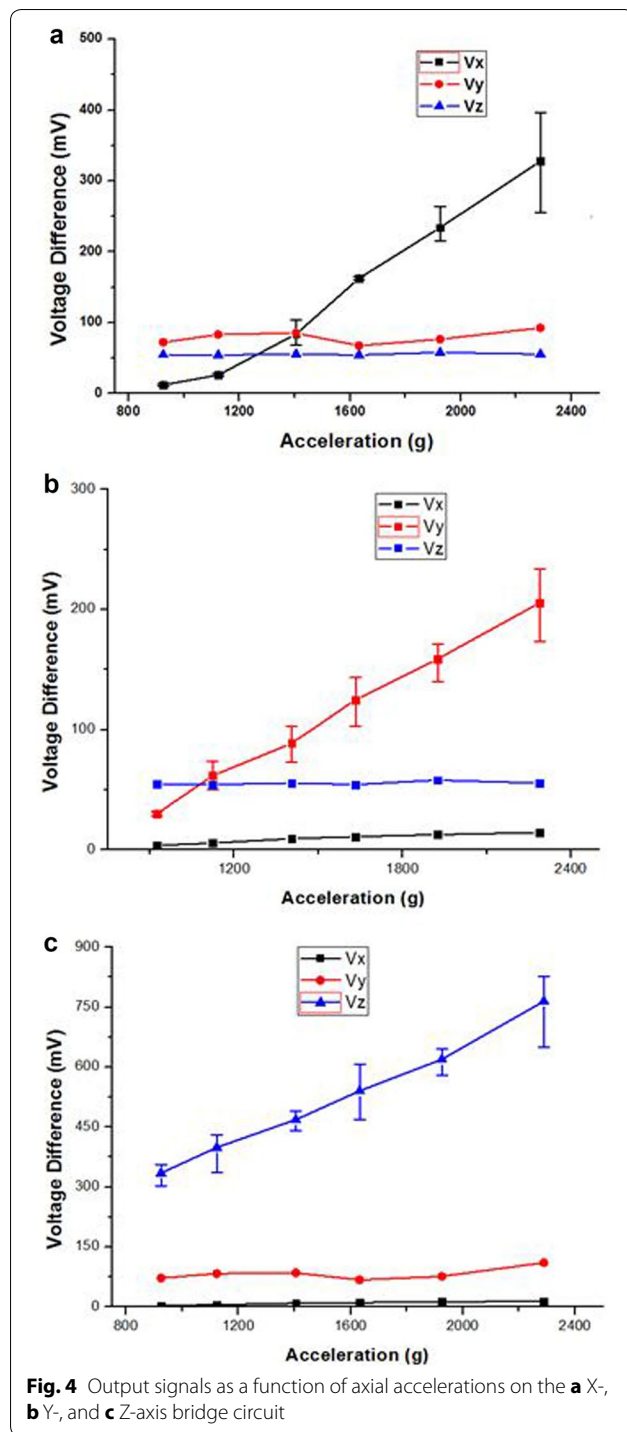 a
500
400
300
200
100
0
Voltage Difference (mV)
Vx
Vy
Vz
800 1200 1600 2000 2400
Acceleration (g)
b
300
200
100
0
Voltage Difference (mV)
Vx
Vy
Vz
1200 1800 2400
Acceleration (g)
c
900
750
600
450
300
150
0
Voltage Difference (mV)
Vx
Vy
Vz
800 1200 1600 2000 2400
Acceleration (g)
Fig. 4 Output signals as a function of axial accelerations on the a X-,
b Y-, and c Z-axis bridge circuit